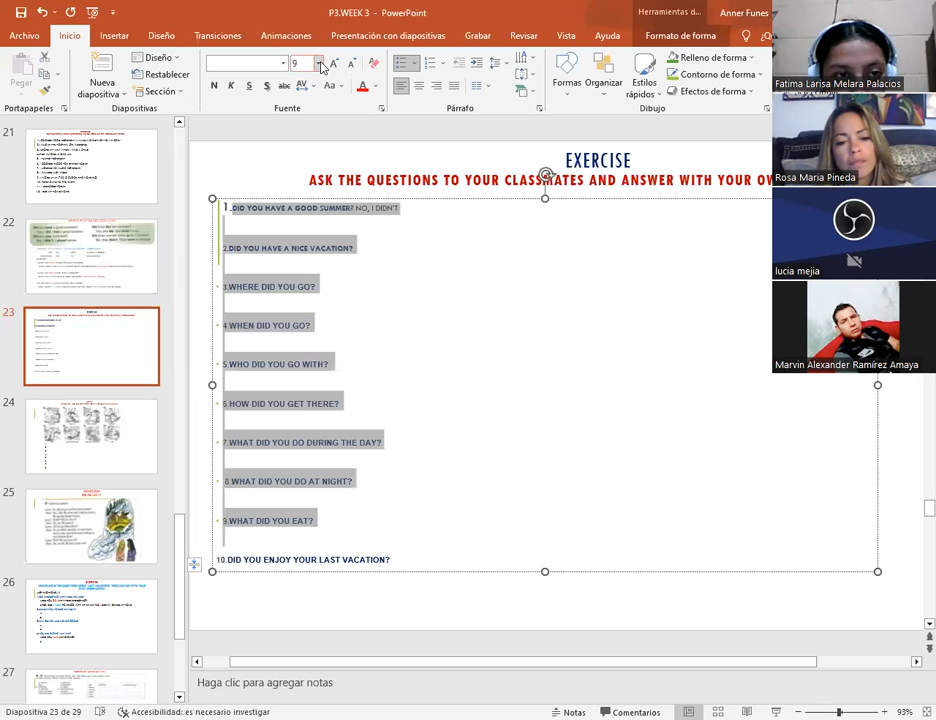 P3.WEEK 3 - PowerPoint
Herramientas d...
Anner Funes
Archivo
Inicio
Insertar
Diseño
Transiciones
Animaciones
Presentación con diapositivas
Grabar
Revisar
Vista
Ayuda
Formato de forma
Pegar
Nueva diapositiva
Diseño
Restablecer
Sección
9
N K S S abc AV Aa A
Formas
Organizar
Estilos rápidos
Relleno de forma
Contorno de forma
Efectos de forma
Portapapeles
Diapositivas
Fuente
Párrafo
Dibujo
Fatima Larisa Melara Palacios
Rosa Maria Pineda
lucia mejia
Marvin Alexander Ramírez Amaya
21
22
23
24
25
26
27
EXERCISE
ASK THE QUESTIONS TO YOUR CLASSMATES AND ANSWER WITH YOUR OW
1.DID YOU HAVE A GOOD SUMMER? NO, I DIDN'T
2.DID YOU HAVE A NICE VACATION?
3.WHERE DID YOU GO?
4.WHEN DID YOU GO?
5.WHO DID YOU GO WITH?
6.HOW DID YOU GET THERE?
7.WHAT DID YOU DO DURING THE DAY?
8.WHAT DID YOU DO AT NIGHT?
9.WHAT DID YOU EAT?
10.DID YOU ENJOY YOUR LAST VACATION?
Haga clic para agregar notas
Diapositiva 23 de 29
Accesibilidad: es necesario investigar
Notas
Comentarios
93%